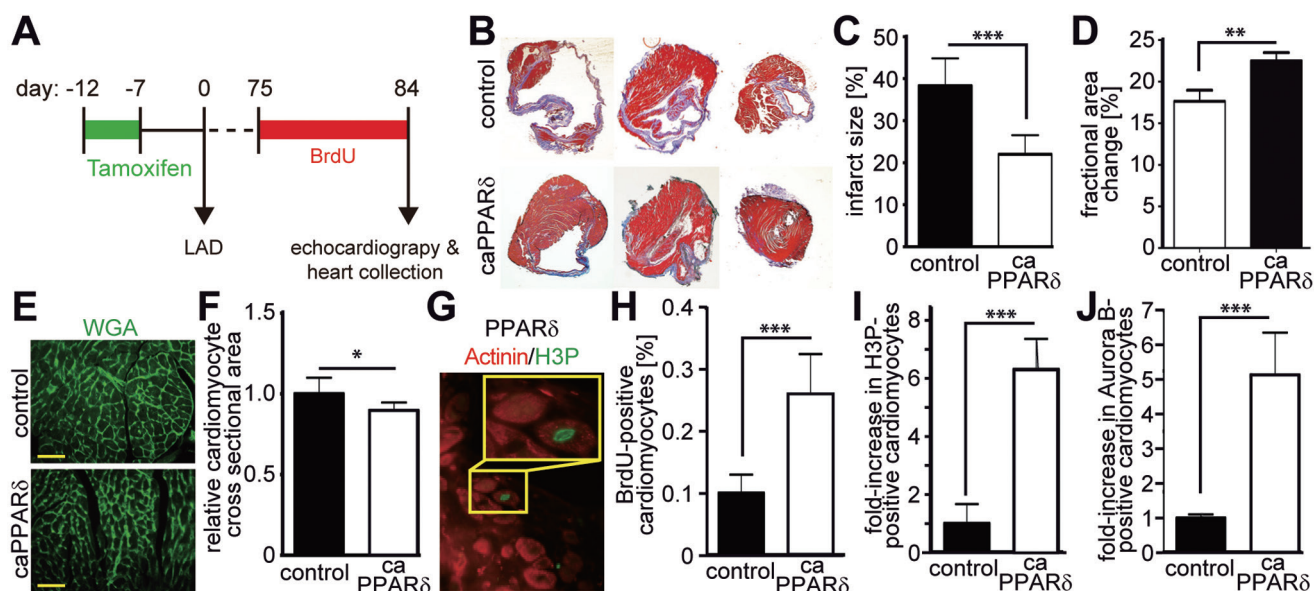 A
day: -12 -7 0 75 84
Tamoxifen
BrdU
LAD
echocardiograpy &
heart collection
B
control
caPPARδ
C
infarct size [%]
50
40
30
20
10
0
***
control
ca
PPARδ
D
fractional area
change [%]
25
20
15
10
5
0
**
control
ca
PPARδ
E
WGA
control
caPPARδ
F
relative cardiomyocyte
cross sectional area
1.5
1.0
0.5
0
*
control
ca
PPARδ
G
PPARδ
Actinin/H3P
H
BrdU-positive
cardiomyocytes [%]
0.4
0.3
0.2
0.1
0
***
control
ca
PPARδ
I
fold-increase in H3P-
positive cardiomyocytes
8
6
4
2
0
***
control
ca
PPARδ
J
fold-increase in Aurora B-
positive cardiomyocytes
7
6
5
4
3
2
1
0
***
control
ca
PPARδ